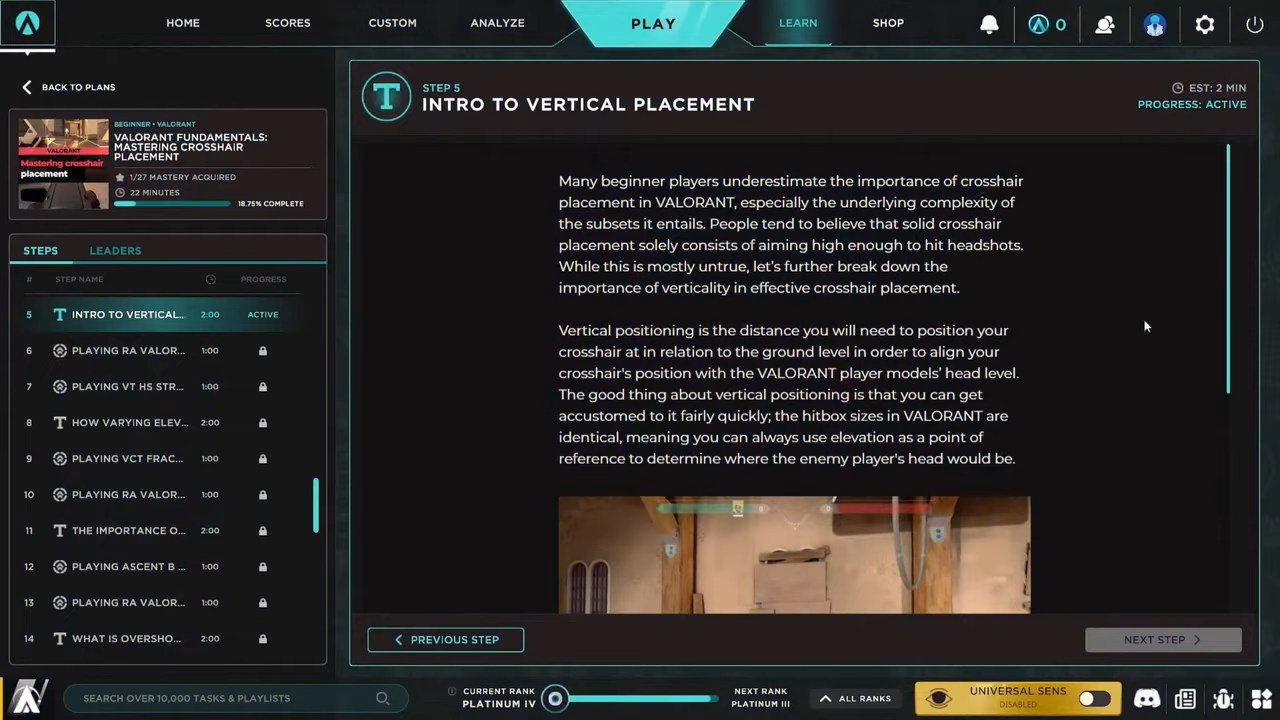 HOME
SCORES
CUSTOM
ANALYZE
PLAY
LEARN
SHOP
0
BACK TO PLANS
BEGINNER • VALORANT
VALORANT FUNDAMENTALS:
MASTERING CROSSHAIR
PLACEMENT
VALORANT
Mastering crosshair
placement
1/27 MASTERY ACQUIRED
22 MINUTES
18.75% COMPLETE
STEPS LEADERS
# STEP NAME PROGRESS
5 INTRO TO VERTICAL... 2:00 ACTIVE
6 PLAYING RA VALOR... 1:00
7 PLAYING VT HS STR... 1:00
8 HOW VARYING ELEV... 2:00
9 PLAYING VCT FRAC... 1:00
10 PLAYING RA VALOR... 1:00
11 THE IMPORTANCE O... 2:00
12 PLAYING ASCENT B ... 1:00
13 PLAYING RA VALOR... 1:00
14 WHAT IS OVERSHO... 2:00
STEP 5
INTRO TO VERTICAL PLACEMENT
EST: 2 MIN
PROGRESS: ACTIVE
Many beginner players underestimate the importance of crosshair
placement in VALORANT, especially the underlying complexity of
the subsets it entails. People tend to believe that solid crosshair
placement solely consists of aiming high enough to hit headshots.
While this is mostly untrue, let's further break down the
importance of verticality in effective crosshair placement.
Vertical positioning is the distance you will need to position your
crosshair at in relation to the ground level in order to align your
crosshair's position with the VALORANT player models' head level.
The good thing about vertical positioning is that you can get
accustomed to it fairly quickly; the hitbox sizes in VALORANT are
identical, meaning you can always use elevation as a point of
reference to determine where the enemy player's head would be.
PREVIOUS STEP
NEXT STEP
SEARCH OVER 10,000 TASKS & PLAYLISTS
CURRENT RANK
PLATINUM IV
NEXT RANK
PLATINUM III
ALL RANKS
UNIVERSAL SENS
DISABLED